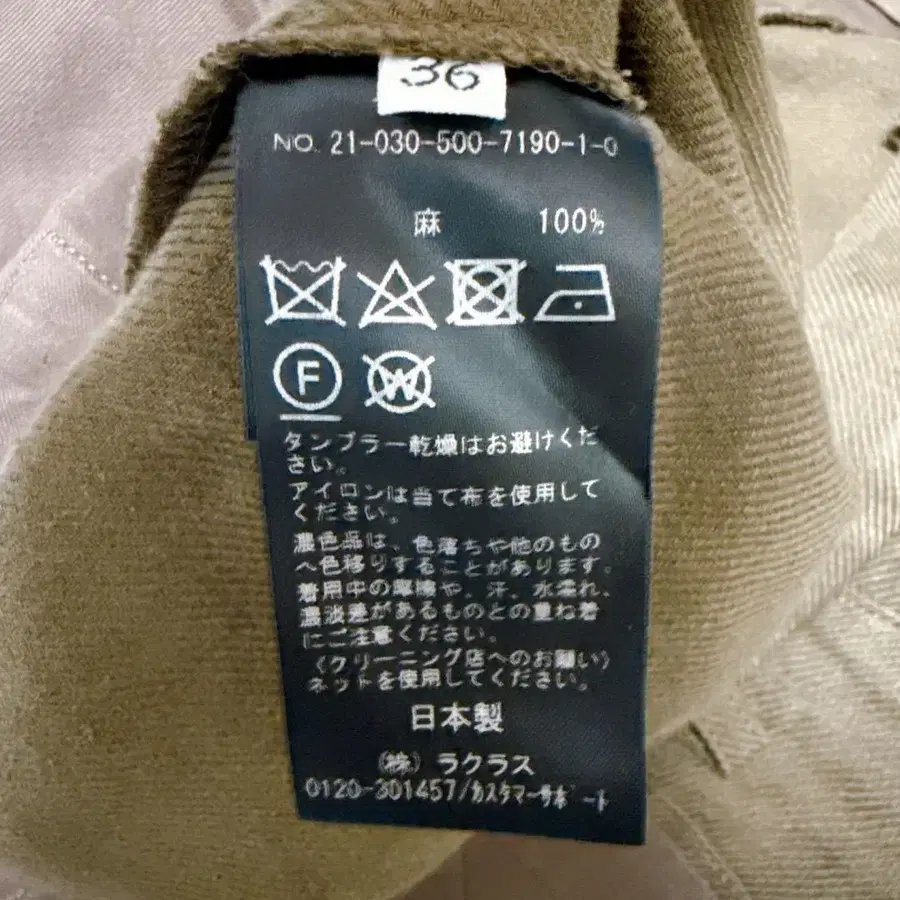 36
NO. 21-030-500-7190-1-0
麻 100%
F W
タンブラー乾燥はお避けくだ
さい。
アイロンは当て布を使用して
ください。
濃色品は、色落ちや他のもの
へ色移りすることがあります。
着用中の摩擦や、汗、水濡れ、
濃淡差があるものとの重ね着
にご注意ください。
(クリーニング店へのお願い)
ネットを使用してください。
日本製
(株) ラクラス
0120-301457/カスタマーサポート